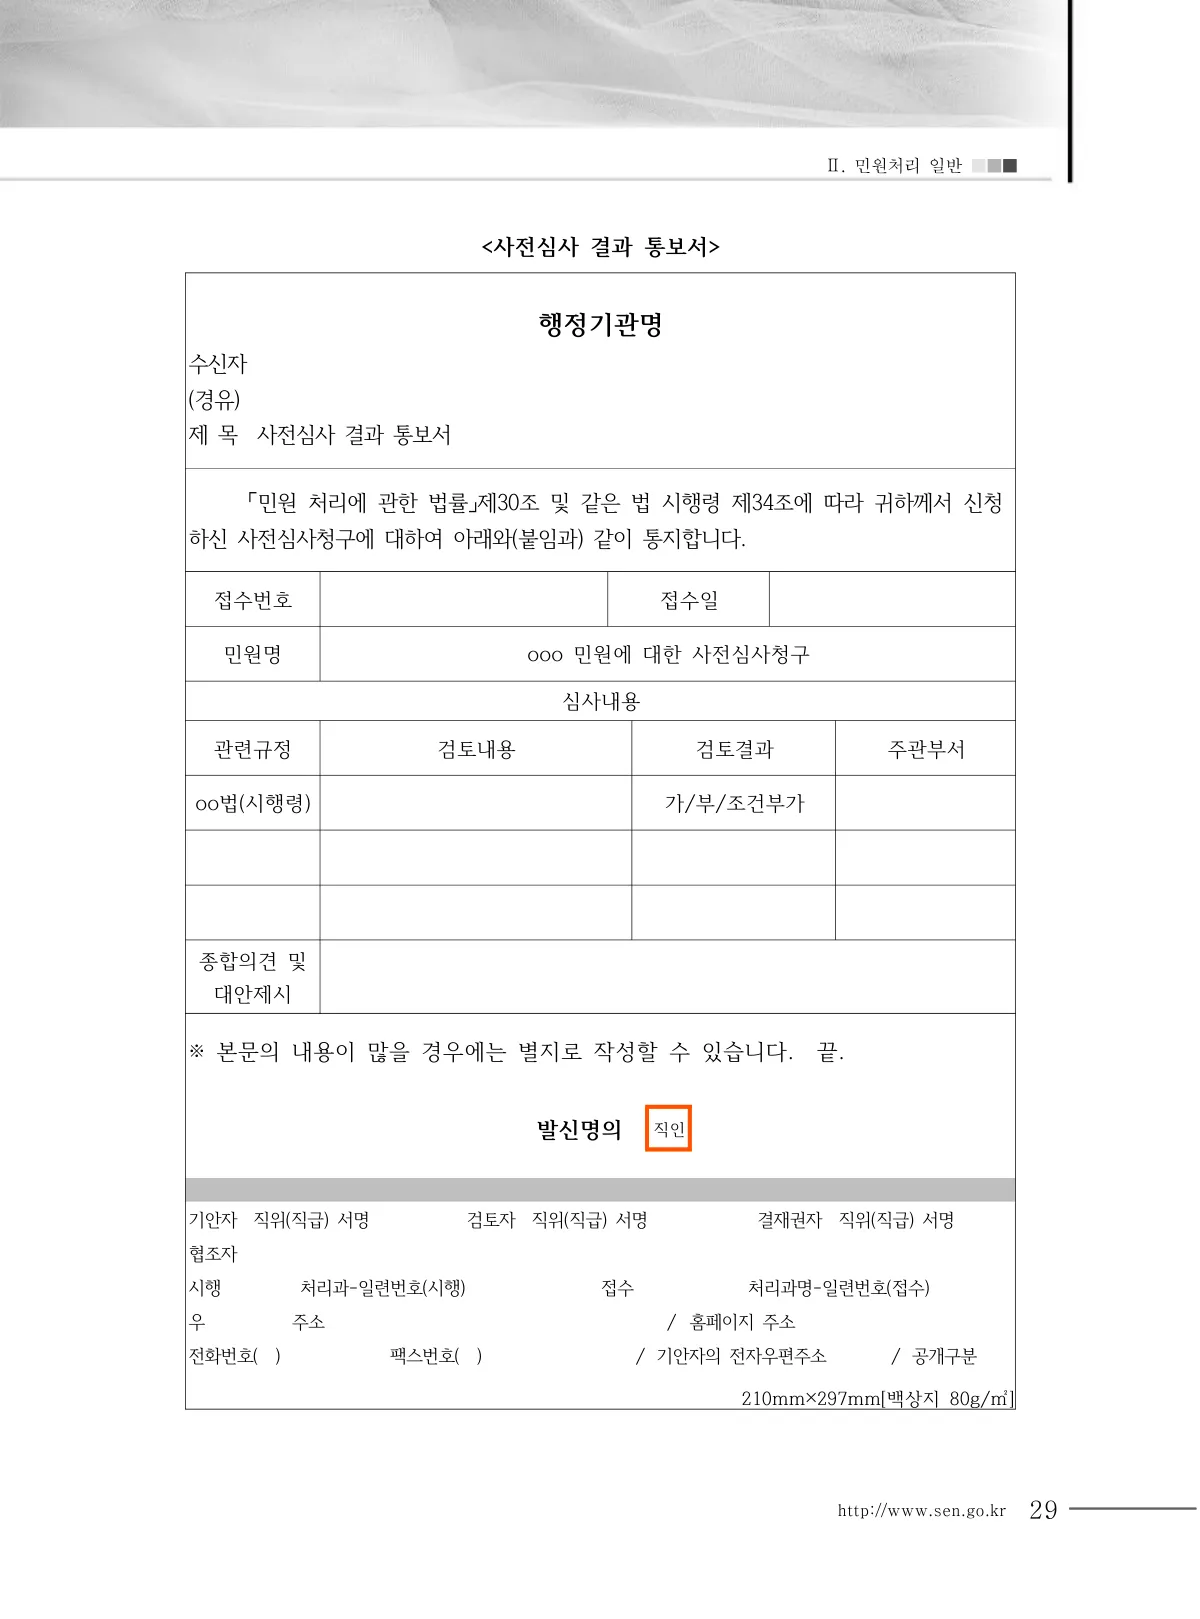 Ⅱ. 민원처리 일반
<사전심사 결과 통보서>
행정기관명
수신자
(경유)
제 목 사전심사 결과 통보서
「민원 처리에 관한 법률」제30조 및 같은 법 시행령 제34조에 따라 귀하께서 신청
하신 사전심사청구에 대하여 아래와(붙임과) 같이 통지합니다.
접수번호 접수일
민원명 ooo 민원에 대한 사전심사청구
심사내용
관련규정 검토내용 검토결과 주관부서
oo법(시행령) 가/부/조건부가
종합의견 및
대안제시
※ 본문의 내용이 많을 경우에는 별지로 작성할 수 있습니다. 끝.
발신명의 직인
기안자 직위(직급) 서명 검토자 직위(직급) 서명 결재권자 직위(직급) 서명
협조자
시행 처리과-일련번호(시행) 접수 처리과명-일련번호(접수)
우 주소 / 홈페이지 주소
전화번호( ) 팩스번호( ) / 기안자의 전자우편주소 / 공개구분
210mm×297mm[백상지 80g/㎡]
http://www.sen.go.kr 29